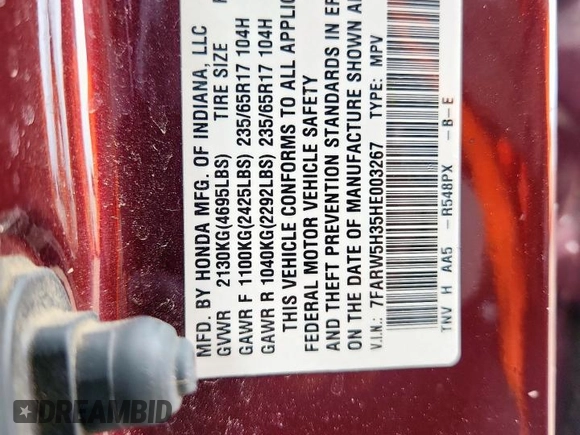 MFD. BY HONDA MFG. OF INDIANA, LLC
TIRE SIZE
GVWR 2130KG(4695LBS)
GAWR F 1100KG(2425LBS) 235/65R17 104H
GAWR R 1040KG(2292LBS) 235/65R17 104H
THIS VEHICLE CONFORMS TO ALL APPLIC
FEDERAL MOTOR VEHICLE SAFETY
AND THEFT PREVENTION STANDARDS IN EF
ON THE DATE OF MANUFACTURE SHOWN A
V.I.N.: 7FARW5H35HE003267 TYPE: MPV
TNV H AA5 -R548PX -B-E
DREAMBID